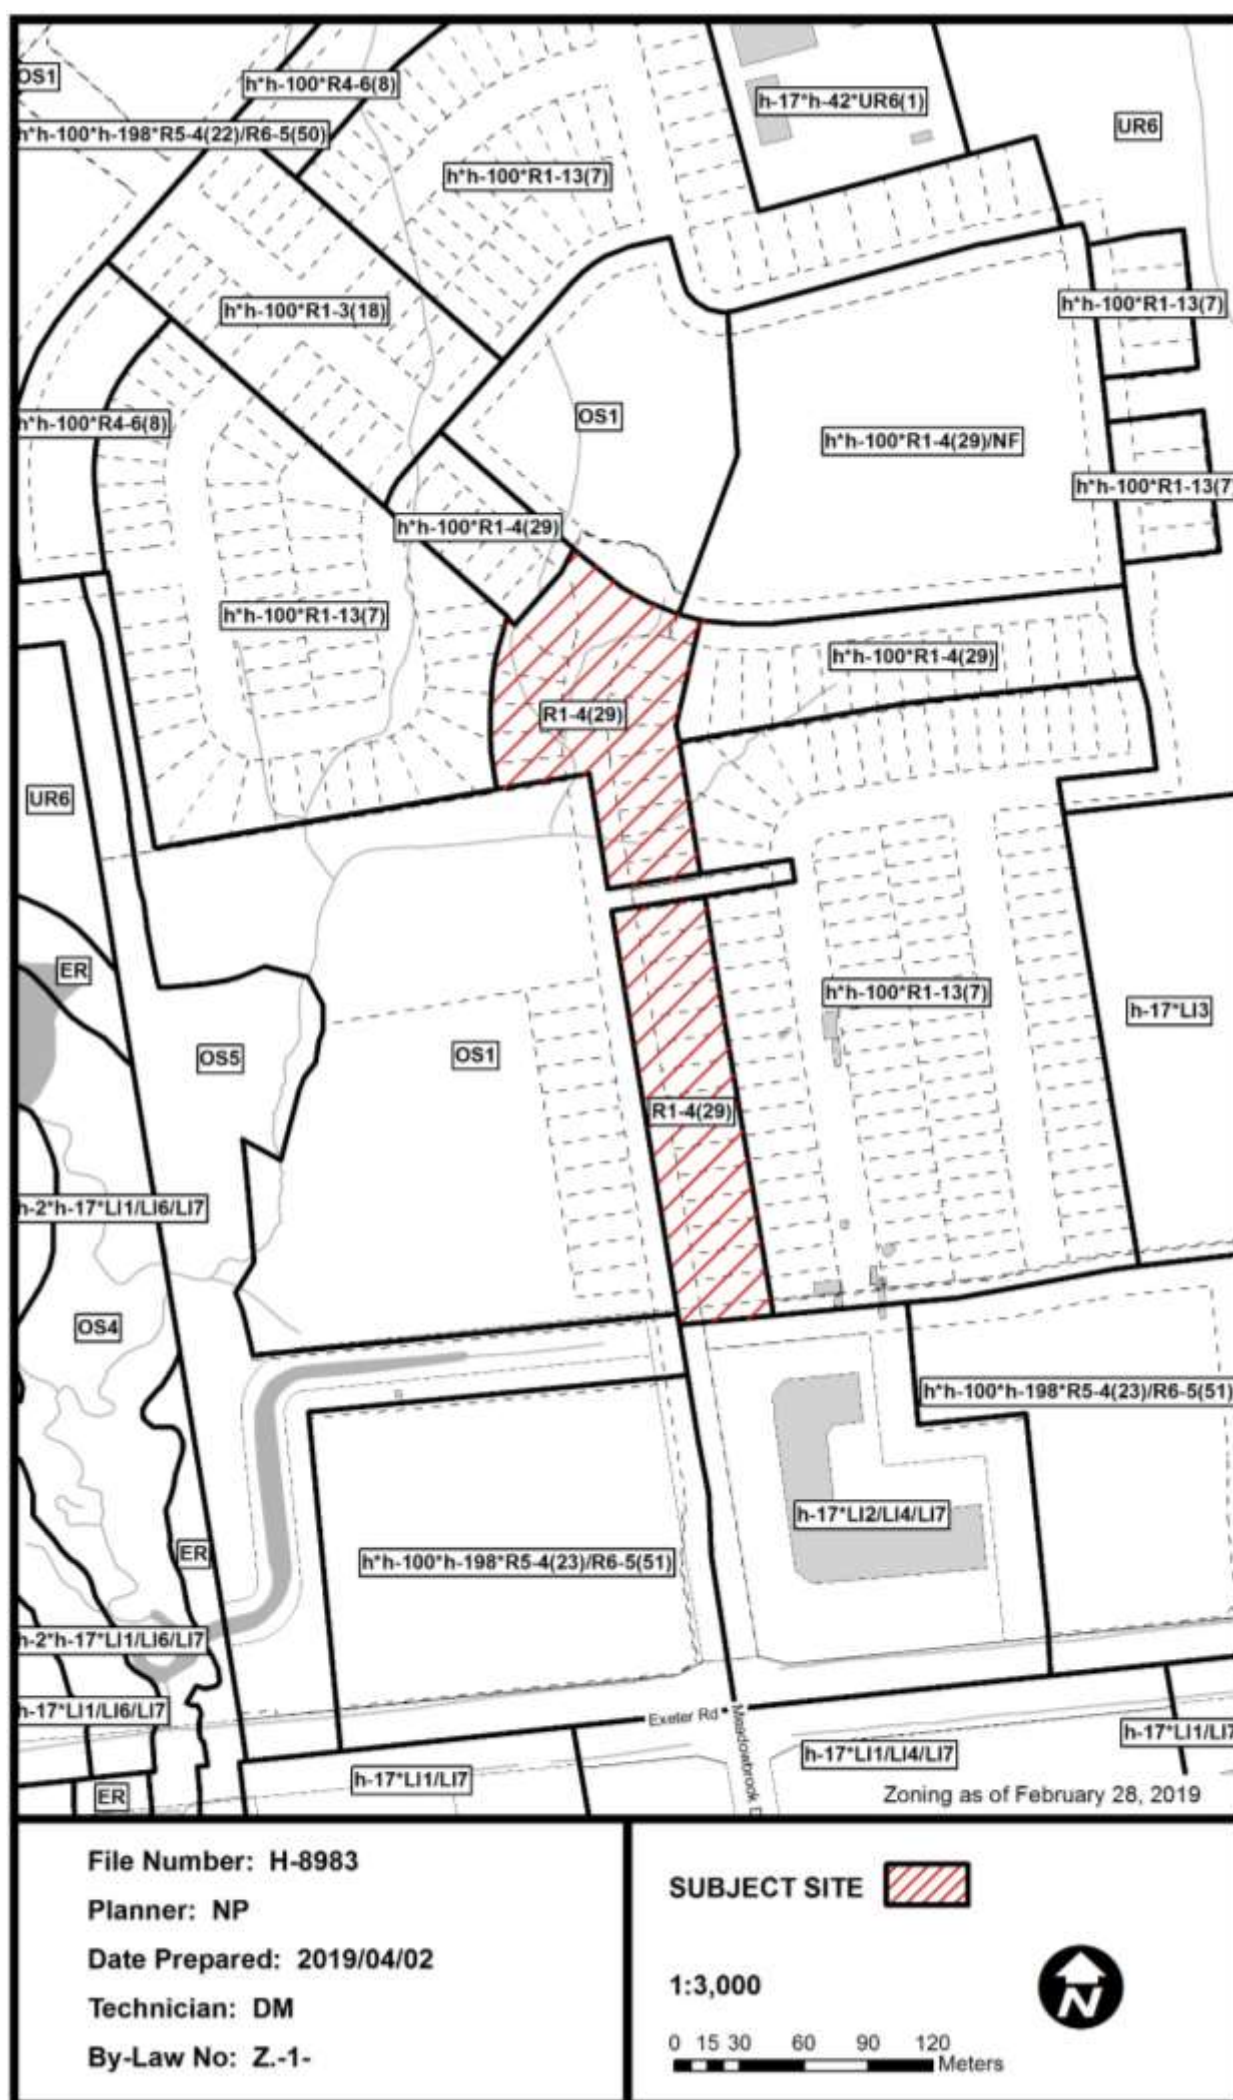 OS1
h*h-100*R4-6(8)
h-17*h-42*UR6(1)
UR6
h*h-100*h-198*R5-4(22)/R6-5(50)
h*h-100*R1-13(7)
h*h-100*R1-3(18)
h*h-100*R1-13(7)
h*h-100*R4-6(8)
OS1
h*h-100*R1-4(29)/NF
h*h-100*R1-13(7
h*h-100*R1-4(29)
h*h-100*R1-13(7)
h*h-100*R1-4(29)
R1-4(29)
UR6
ER
h*h-100*R1-13(7)
h-17*LI3
OS5
OS1
R1-4(29)
h-2*h-17*LI1/LI6/LI7
OS4
h*h-100*h-198*R5-4(23)/R6-5(51)
h-17*LI2/LI4/LI7
ER
h*h-100*h-198*R5-4(23)/R6-5(51)
h-2*h-17*LI1/LI6/LI7
h-17*LI1/LI6/LI7
Exeter Rd
Meadowbrook D
h-17*LI1/LI7
h-17*LI1/LI4/LI7
h-17*LI1/LI7
ER
Zoning as of February 28, 2019
File Number: H-8983
Planner: NP
Date Prepared: 2019/04/02
Technician: DM
By-Law No: Z.-1-
SUBJECT SITE
1:3,000
N
0 15 30 60 90 120
Meters